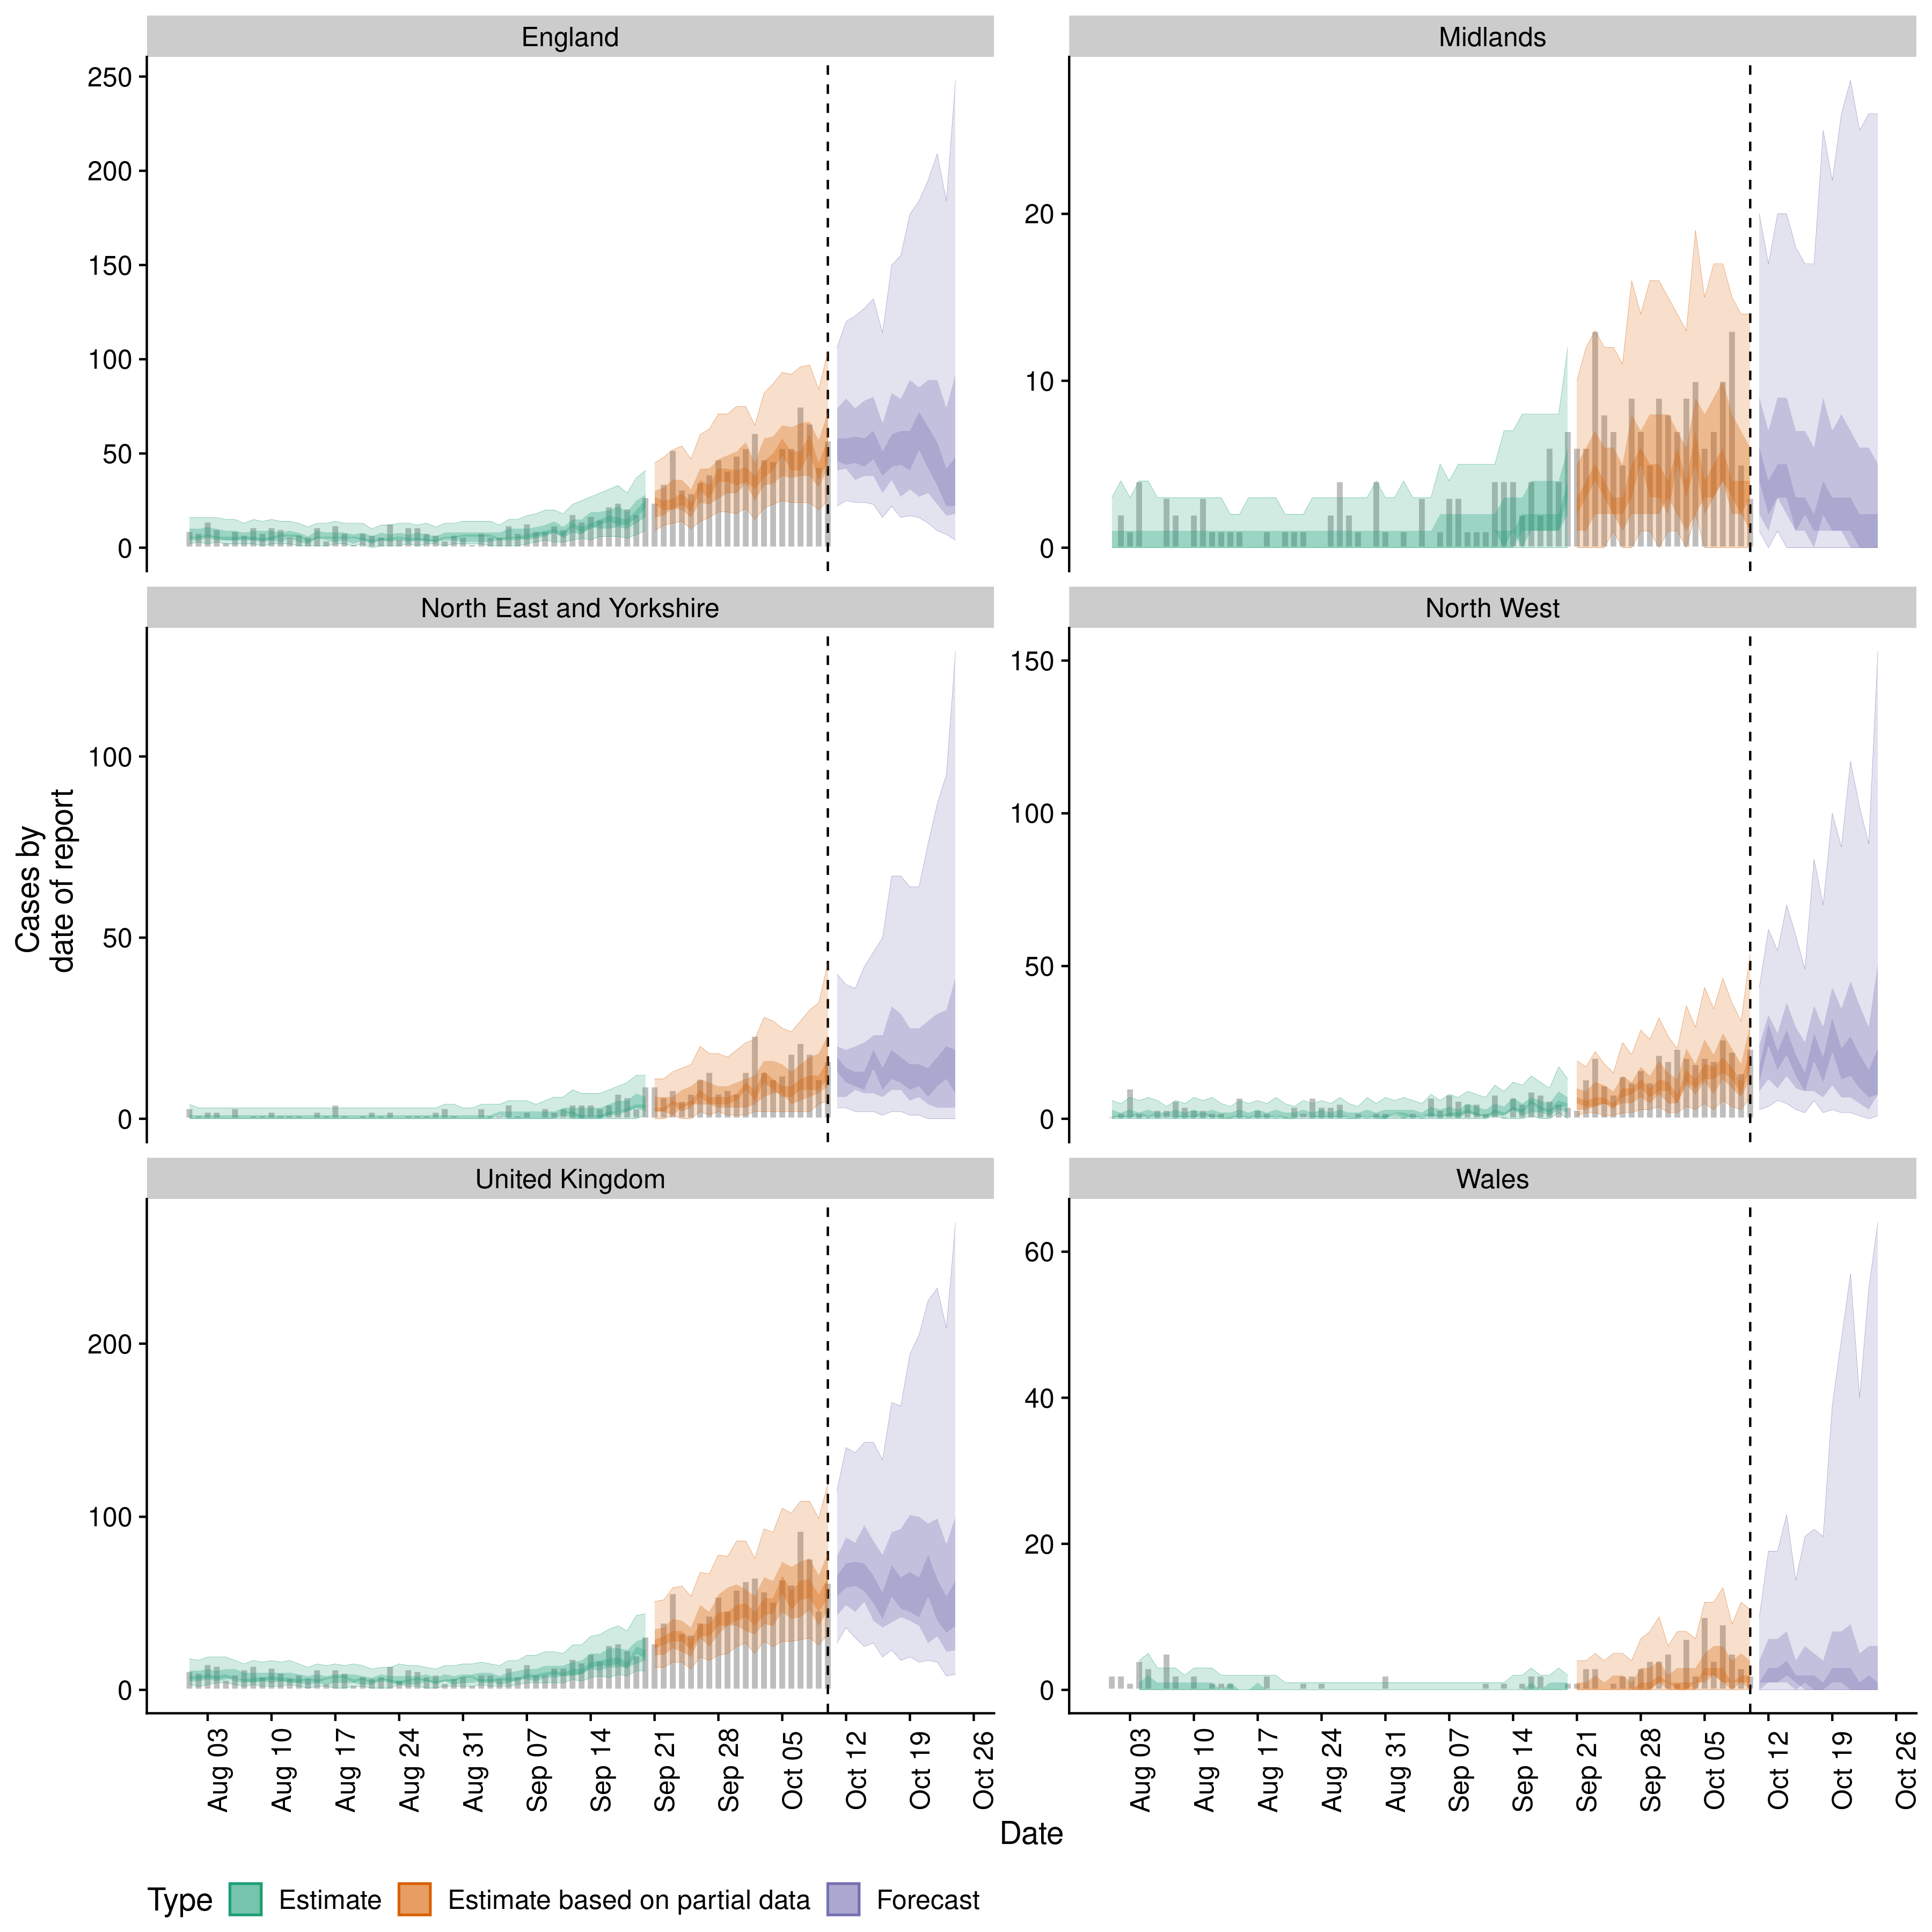 England
Midlands
250
200
150
100
50
0
20
10
0
North East and Yorkshire
North West
100
50
0
150
100
50
0
United Kingdom
Wales
200
100
0
60
40
20
0
Cases by
date of report
Aug 03
Aug 10
Aug 17
Aug 24
Aug 31
Sep 07
Sep 14
Sep 21
Sep 28
Oct 05
Oct 12
Oct 19
Oct 26
Aug 03
Aug 10
Aug 17
Aug 24
Aug 31
Sep 07
Sep 14
Sep 21
Sep 28
Oct 05
Oct 12
Oct 19
Oct 26
Date
Type Estimate Estimate based on partial data Forecast